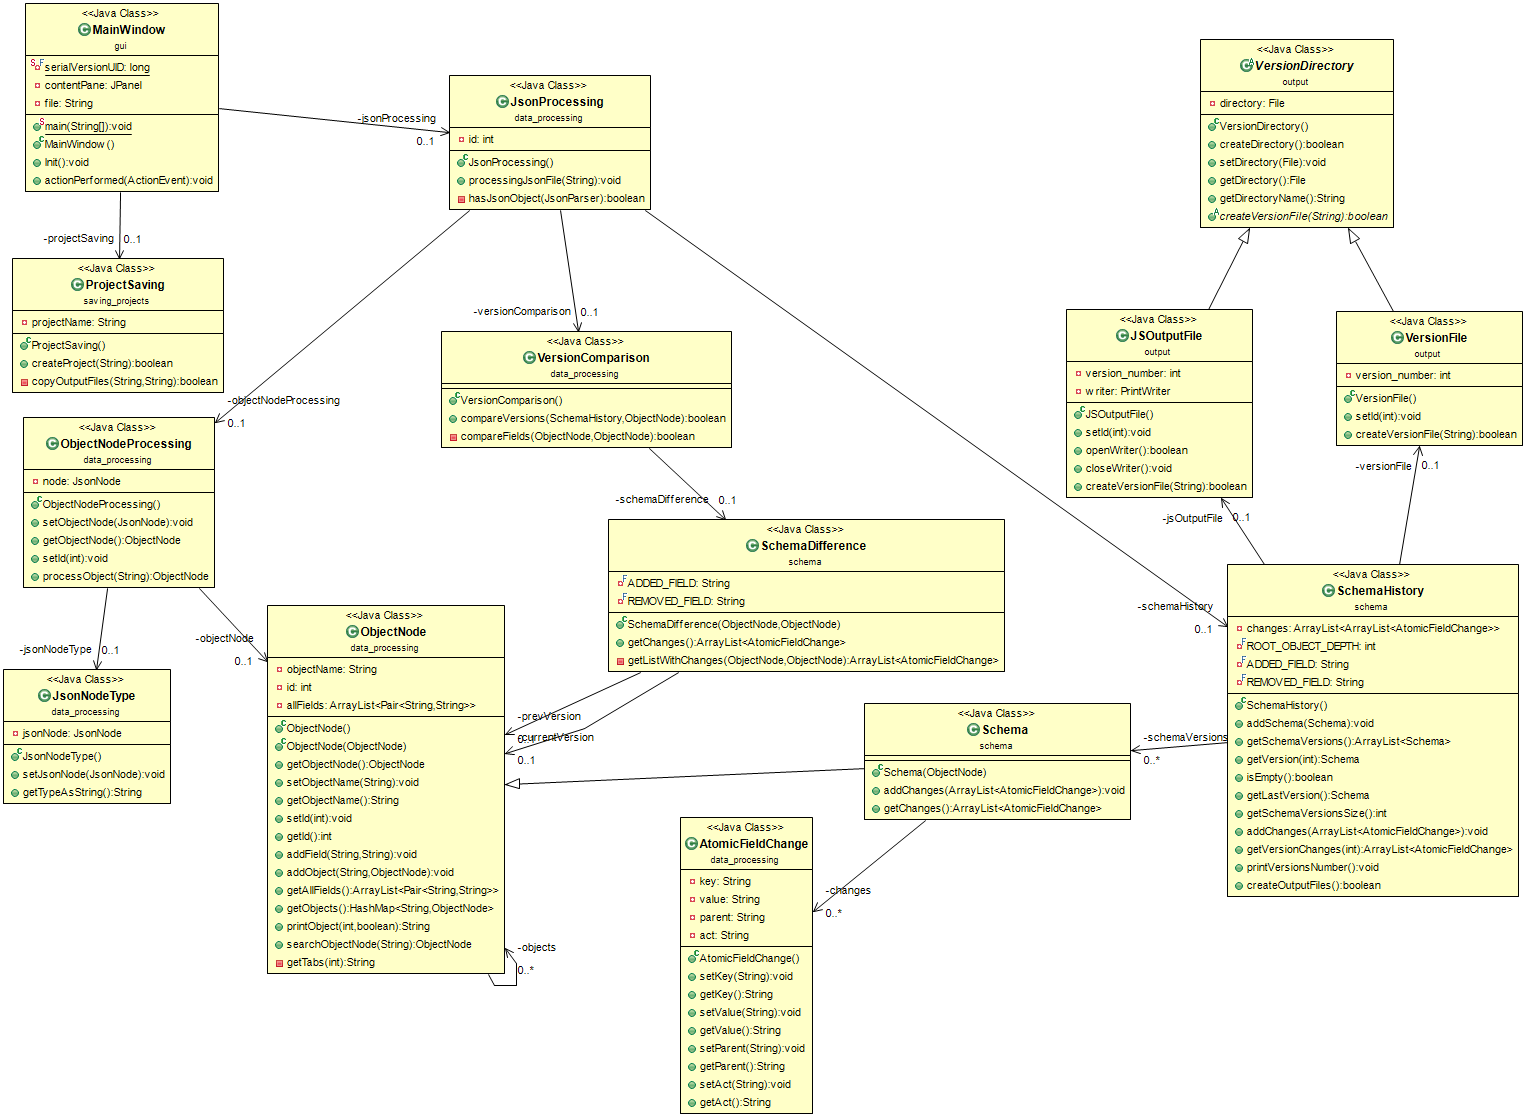 <<Java Class>>
MainWindow
gui
serialVersionUID: long
contentPane: JPanel
file: String
main(String[]):void
MainWindow()
Init():void
actionPerformed(ActionEvent):void
-jsonProcessing
0..1
-projectSaving
0..1
<<Java Class>>
JsonProcessing
data_processing
id: int
JsonProcessing()
processingJsonFile(String):void
hasJsonObject(JsonParser):boolean
<<Java Class>>
VersionDirectory
output
directory: File
VersionDirectory()
createDirectory():boolean
setDirectory(File):void
getDirectory():File
getDirectoryName():String
createVersionFile(String):boolean
<<Java Class>>
ProjectSaving
saving_projects
projectName: String
ProjectSaving()
createProject(String):boolean
copyOutputFiles(String,String):boolean
-versionComparison
0..1
<<Java Class>>
VersionComparison
data_processing
VersionComparison()
compareVersions(SchemaHistory,ObjectNode):boolean
compareFields(ObjectNode,ObjectNode):boolean
<<Java Class>>
JSOutputFile
output
version_number: int
writer: PrintWriter
JSOutputFile()
setId(int):void
openWriter():boolean
closeWriter():void
createVersionFile(String):boolean
<<Java Class>>
VersionFile
output
version_number: int
VersionFile()
setId(int):void
createVersionFile(String):boolean
-objectNodeProcessing
0..1
<<Java Class>>
ObjectNodeProcessing
data_processing
node: JsonNode
ObjectNodeProcessing()
setObjectNode(JsonNode):void
getObjectNode():ObjectNode
setId(int):void
processObject(String):ObjectNode
-versionFile
0..1
-schemaDifference
0..1
-jsOutputFile
0..1
<<Java Class>>
SchemaDifference
schema
ADDED_FIELD: String
REMOVED_FIELD: String
SchemaDifference(ObjectNode,ObjectNode)
getChanges():ArrayList<AtomicFieldChange>
getListWithChanges(ObjectNode,ObjectNode):ArrayList<AtomicFieldChange>
-schemaHistory
0..1
<<Java Class>>
SchemaHistory
schema
changes: ArrayList<ArrayList<AtomicFieldChange>>
ROOT_OBJECT_DEPTH: int
ADDED_FIELD: String
REMOVED_FIELD: String
SchemaHistory()
addSchema(Schema):void
getSchemaVersions():ArrayList<Schema>
getVersion(int):Schema
isEmpty():boolean
getLastVersion():Schema
getSchemaVersionsSize():int
addChanges(ArrayList<AtomicFieldChange>):void
getVersionChanges(int):ArrayList<AtomicFieldChange>
printVersionsNumber():void
createOutputFiles():boolean
-jsonNodeType
0..1
-objectNode
0..1
<<Java Class>>
JsonNodeType
data_processing
jsonNode: JsonNode
JsonNodeType()
setJsonNode(JsonNode):void
getTypeAsString():String
<<Java Class>>
ObjectNode
data_processing
objectName: String
id: int
allFields: ArrayList<Pair<String,String>>
ObjectNode()
ObjectNode(ObjectNode)
getObjectNode():ObjectNode
setObjectName(String):void
getObjectName():String
setId(int):void
getId():int
addField(String,String):void
addObject(String,ObjectNode):void
getAllFields():ArrayList<Pair<String,String>>
getObjects():HashMap<String,ObjectNode>
printObject(int,boolean):String
searchObjectNode(String):ObjectNode
getTabs(int):String
-prevVersion
0..1
-currentVersion
0..1
-objects
0..*
<<Java Class>>
Schema
schema
Schema(ObjectNode)
addChanges(ArrayList<AtomicFieldChange>):void
getChanges():ArrayList<AtomicFieldChange>
-schemaVersions
0..*
-changes
0..*
<<Java Class>>
AtomicFieldChange
data_processing
key: String
value: String
parent: String
act: String
AtomicFieldChange()
setKey(String):void
getKey():String
setValue(String):void
getValue():String
setParent(String):void
getParent():String
setAct(String):void
getAct():String